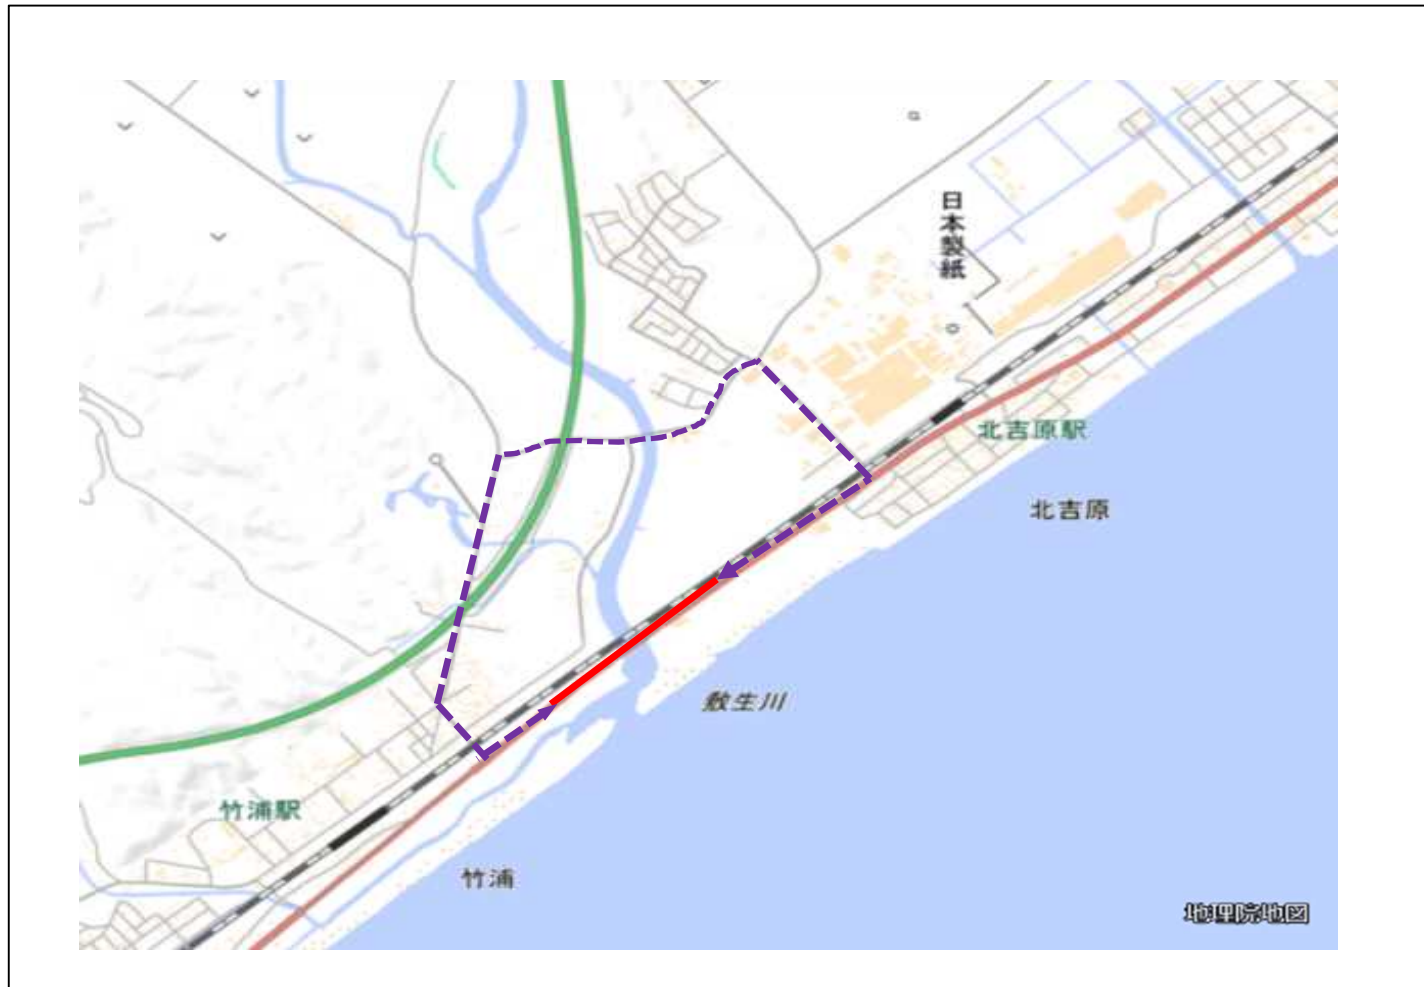 日本製紙
北吉原駅
北吉原
敷生川
竹浦駅
竹浦
地理院地図